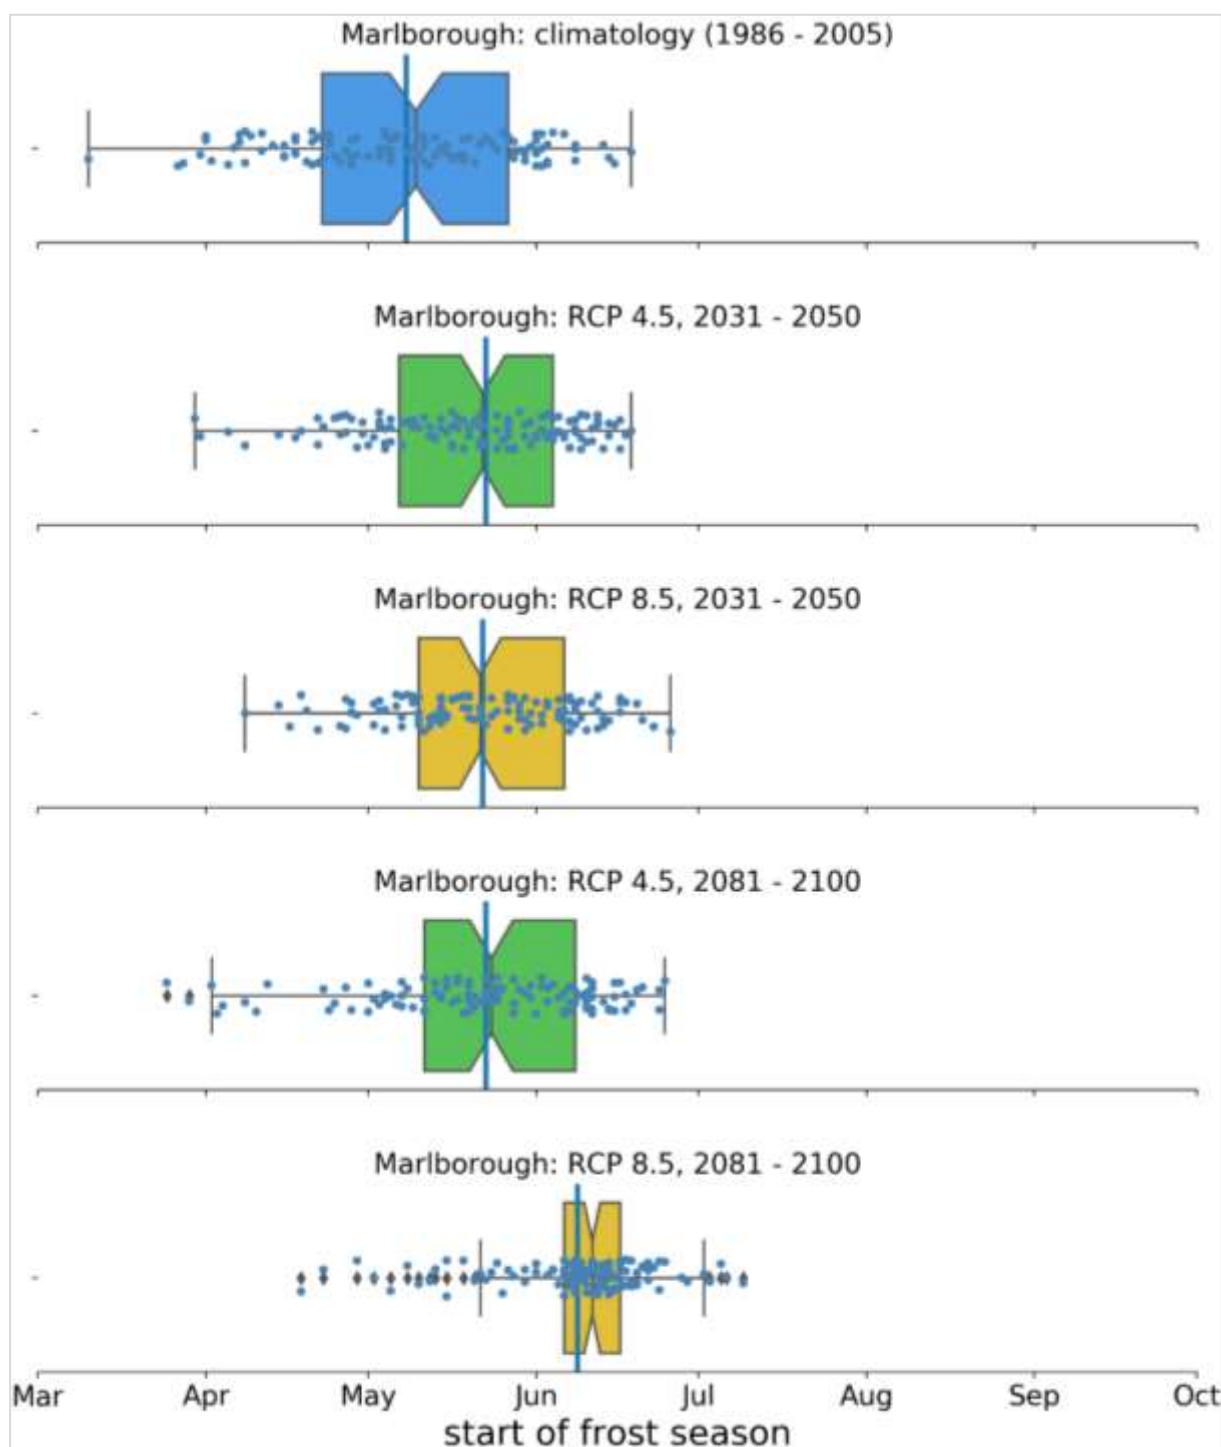 Marlborough: climatology (1986 - 2005)
Marlborough: RCP 4.5, 2031 - 2050
Marlborough: RCP 8.5, 2031 - 2050
Marlborough: RCP 4.5, 2081 - 2100
Marlborough: RCP 8.5, 2081 - 2100
Mar Apr May Jun Jul Aug Sep Oct
start of frost season